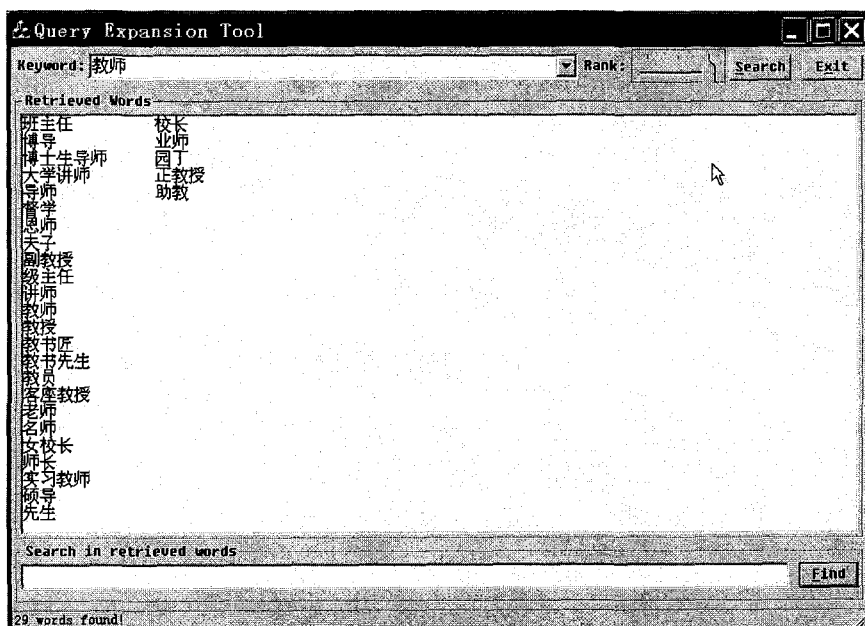 Query Expansion Tool
Keyword: 教师 Rank: Search Exit
Retrieved Words
班主任 校长
博导 业师
博士生导师 园丁
大学讲师 正教授
导师 助教
督学
恩师
夫子
副教授
级主任
讲师
教师
教授
教书匠
教书先生
教员
客座教授
老师
名师
女校长
师长
实习教师
硕导
先生
Search in retrieved words
Find
29 words found!